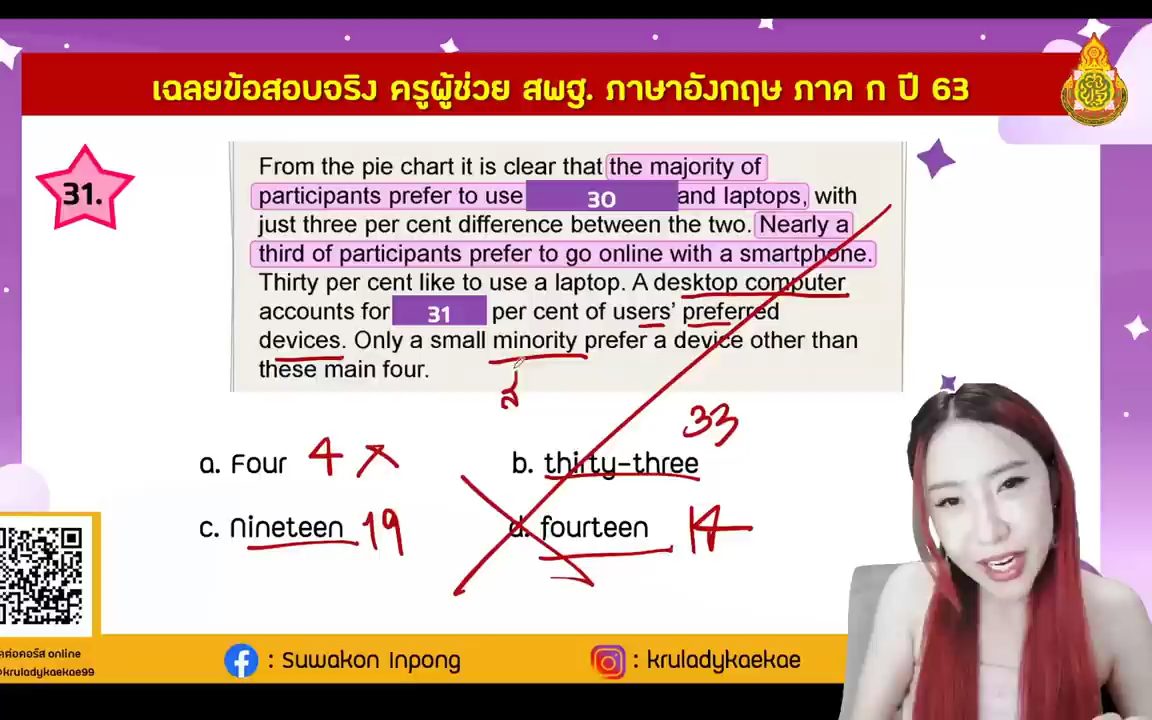 เฉลยข้อสอบจริง ครูผู้ช่วย สพฐ. ภาษาอังกฤษ ภาค ก ปี 63
31.
From the pie chart it is clear that the majority of
participants prefer to use 30 and laptops, with
just three per cent difference between the two. Nearly a
third of participants prefer to go online with a smartphone.
Thirty per cent like to use a laptop. A desktop computer
accounts for 31 per cent of users' preferred
devices. Only a small minority prefer a device other than
these main four.
ส
33
a. Four 4
b. thirty-three
c. Nineteen 19
d. fourteen 14
online
kruladykaekae99
: Suwakon Inpong
: kruladykaekae